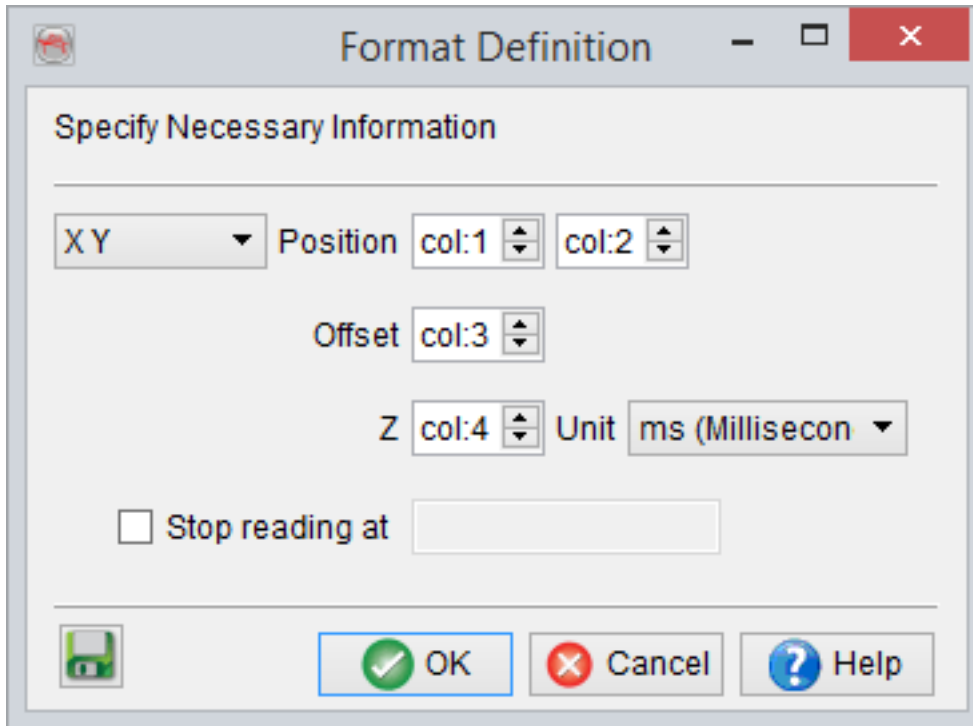 Format Definition
Specify Necessary Information
X Y Position col:1 col:2
Offset col:3
Z col:4 Unit ms (Millisecon
Stop reading at
OK Cancel Help